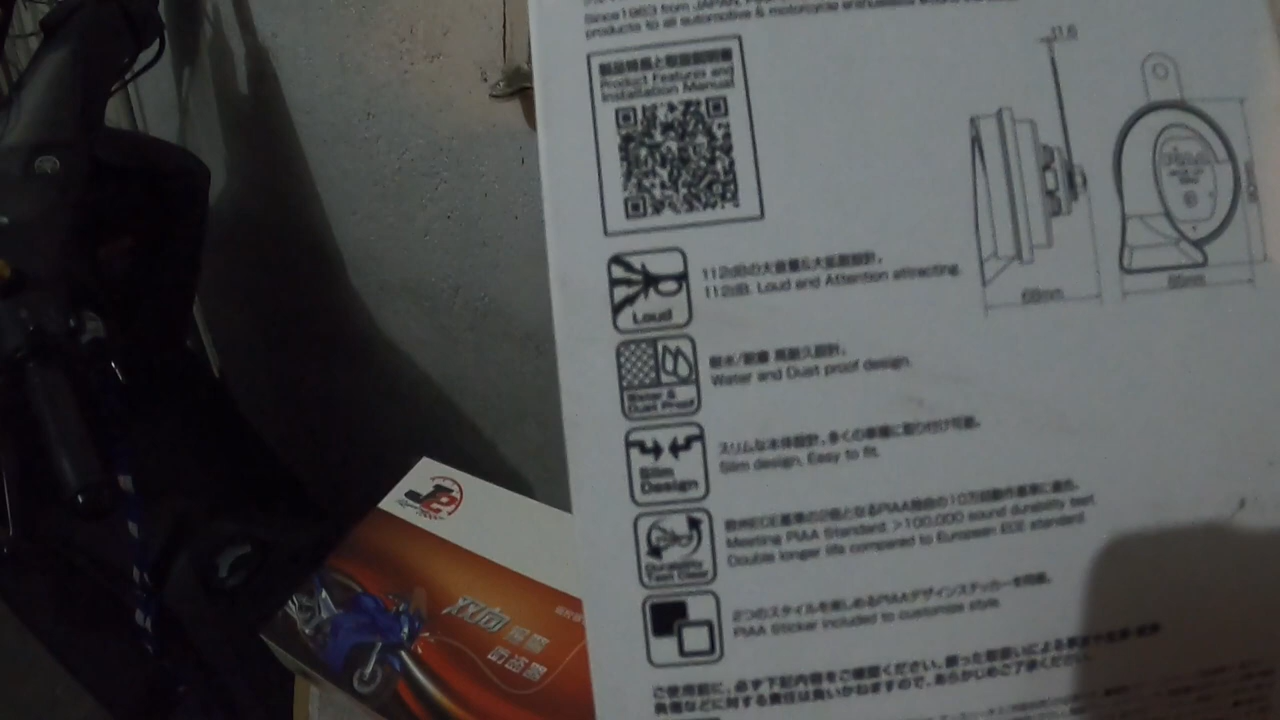 since 1963 from JAPAN,
products to all automotive & motorcycle enthusiasts
製品特長と取扱説明書
Product Features and
Installation Manual
11.6
PIAA
68mm
85mm
112dBの大音量&大拡散設計。
112dB. Loud and Attention attracting.
Loud
耐水/耐塵 高耐久設計。
Water and Dust proof design.
Water &
Dust Proof
スリムな本体設計。多くの車種に取り付け可能。
Slim design, Easy to fit.
Slim
Design
欧州ECE基準の2倍となるPIAA独自の10万回動作基準に適合。
Meeting PIAA Standard. >100,000 sound durability test
Double longer life compared to European ECE standard.
Durability
Test Clear
2つのスタイルを楽しめるPIAAデザインステッカーを同梱。
PIAA Sticker included to customize style.
ご使用前に、必ず下記内容をご確認ください。誤った取扱いによる事故や
発傷などに対する責任は負いかねますので、あらかじめご了承ください。
双向
防盗器